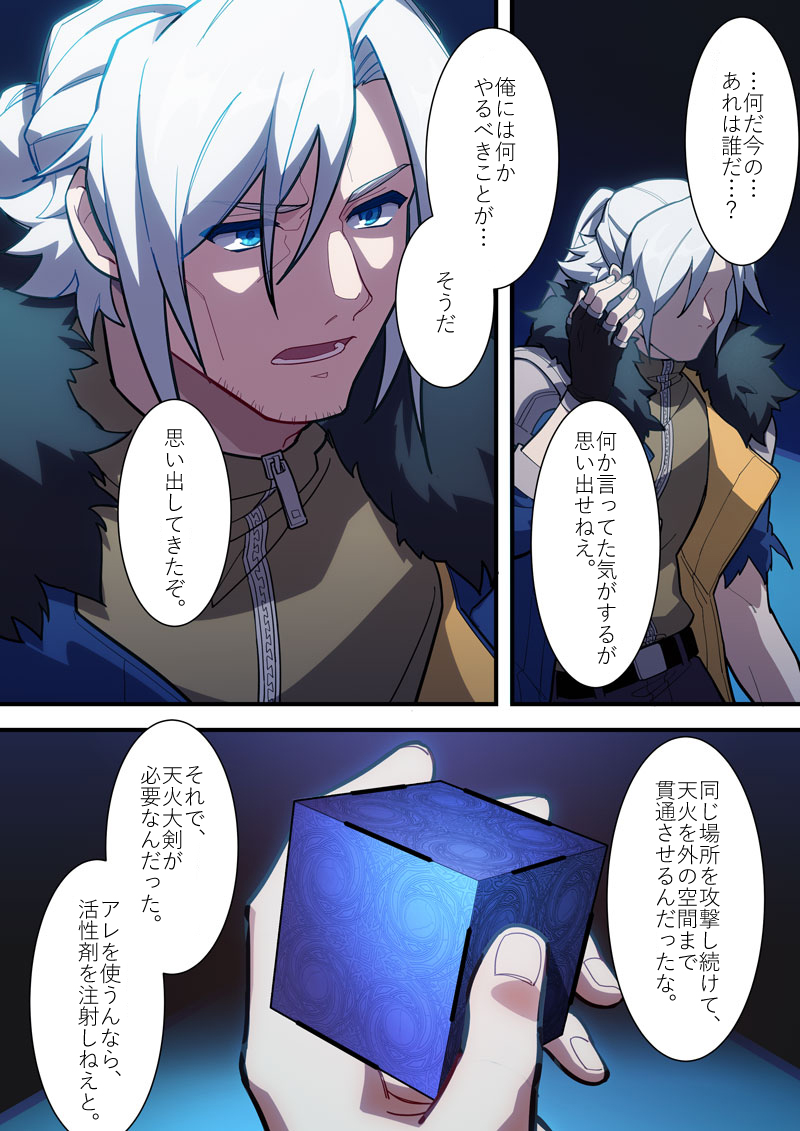 …何だ今の…
あれは誰だ…？
何か言ってた気がするが
思い出せねえ。
俺には何か
やるべきことが…
そうだ
思い出してきたぞ。
同じ場所を攻撃し続けて、
天火を外の空間まで
貫通させるんだったな。
それで、
天火大剣が
必要なんだった。
アレを使うんなら、
活性剤を注射しねえと。